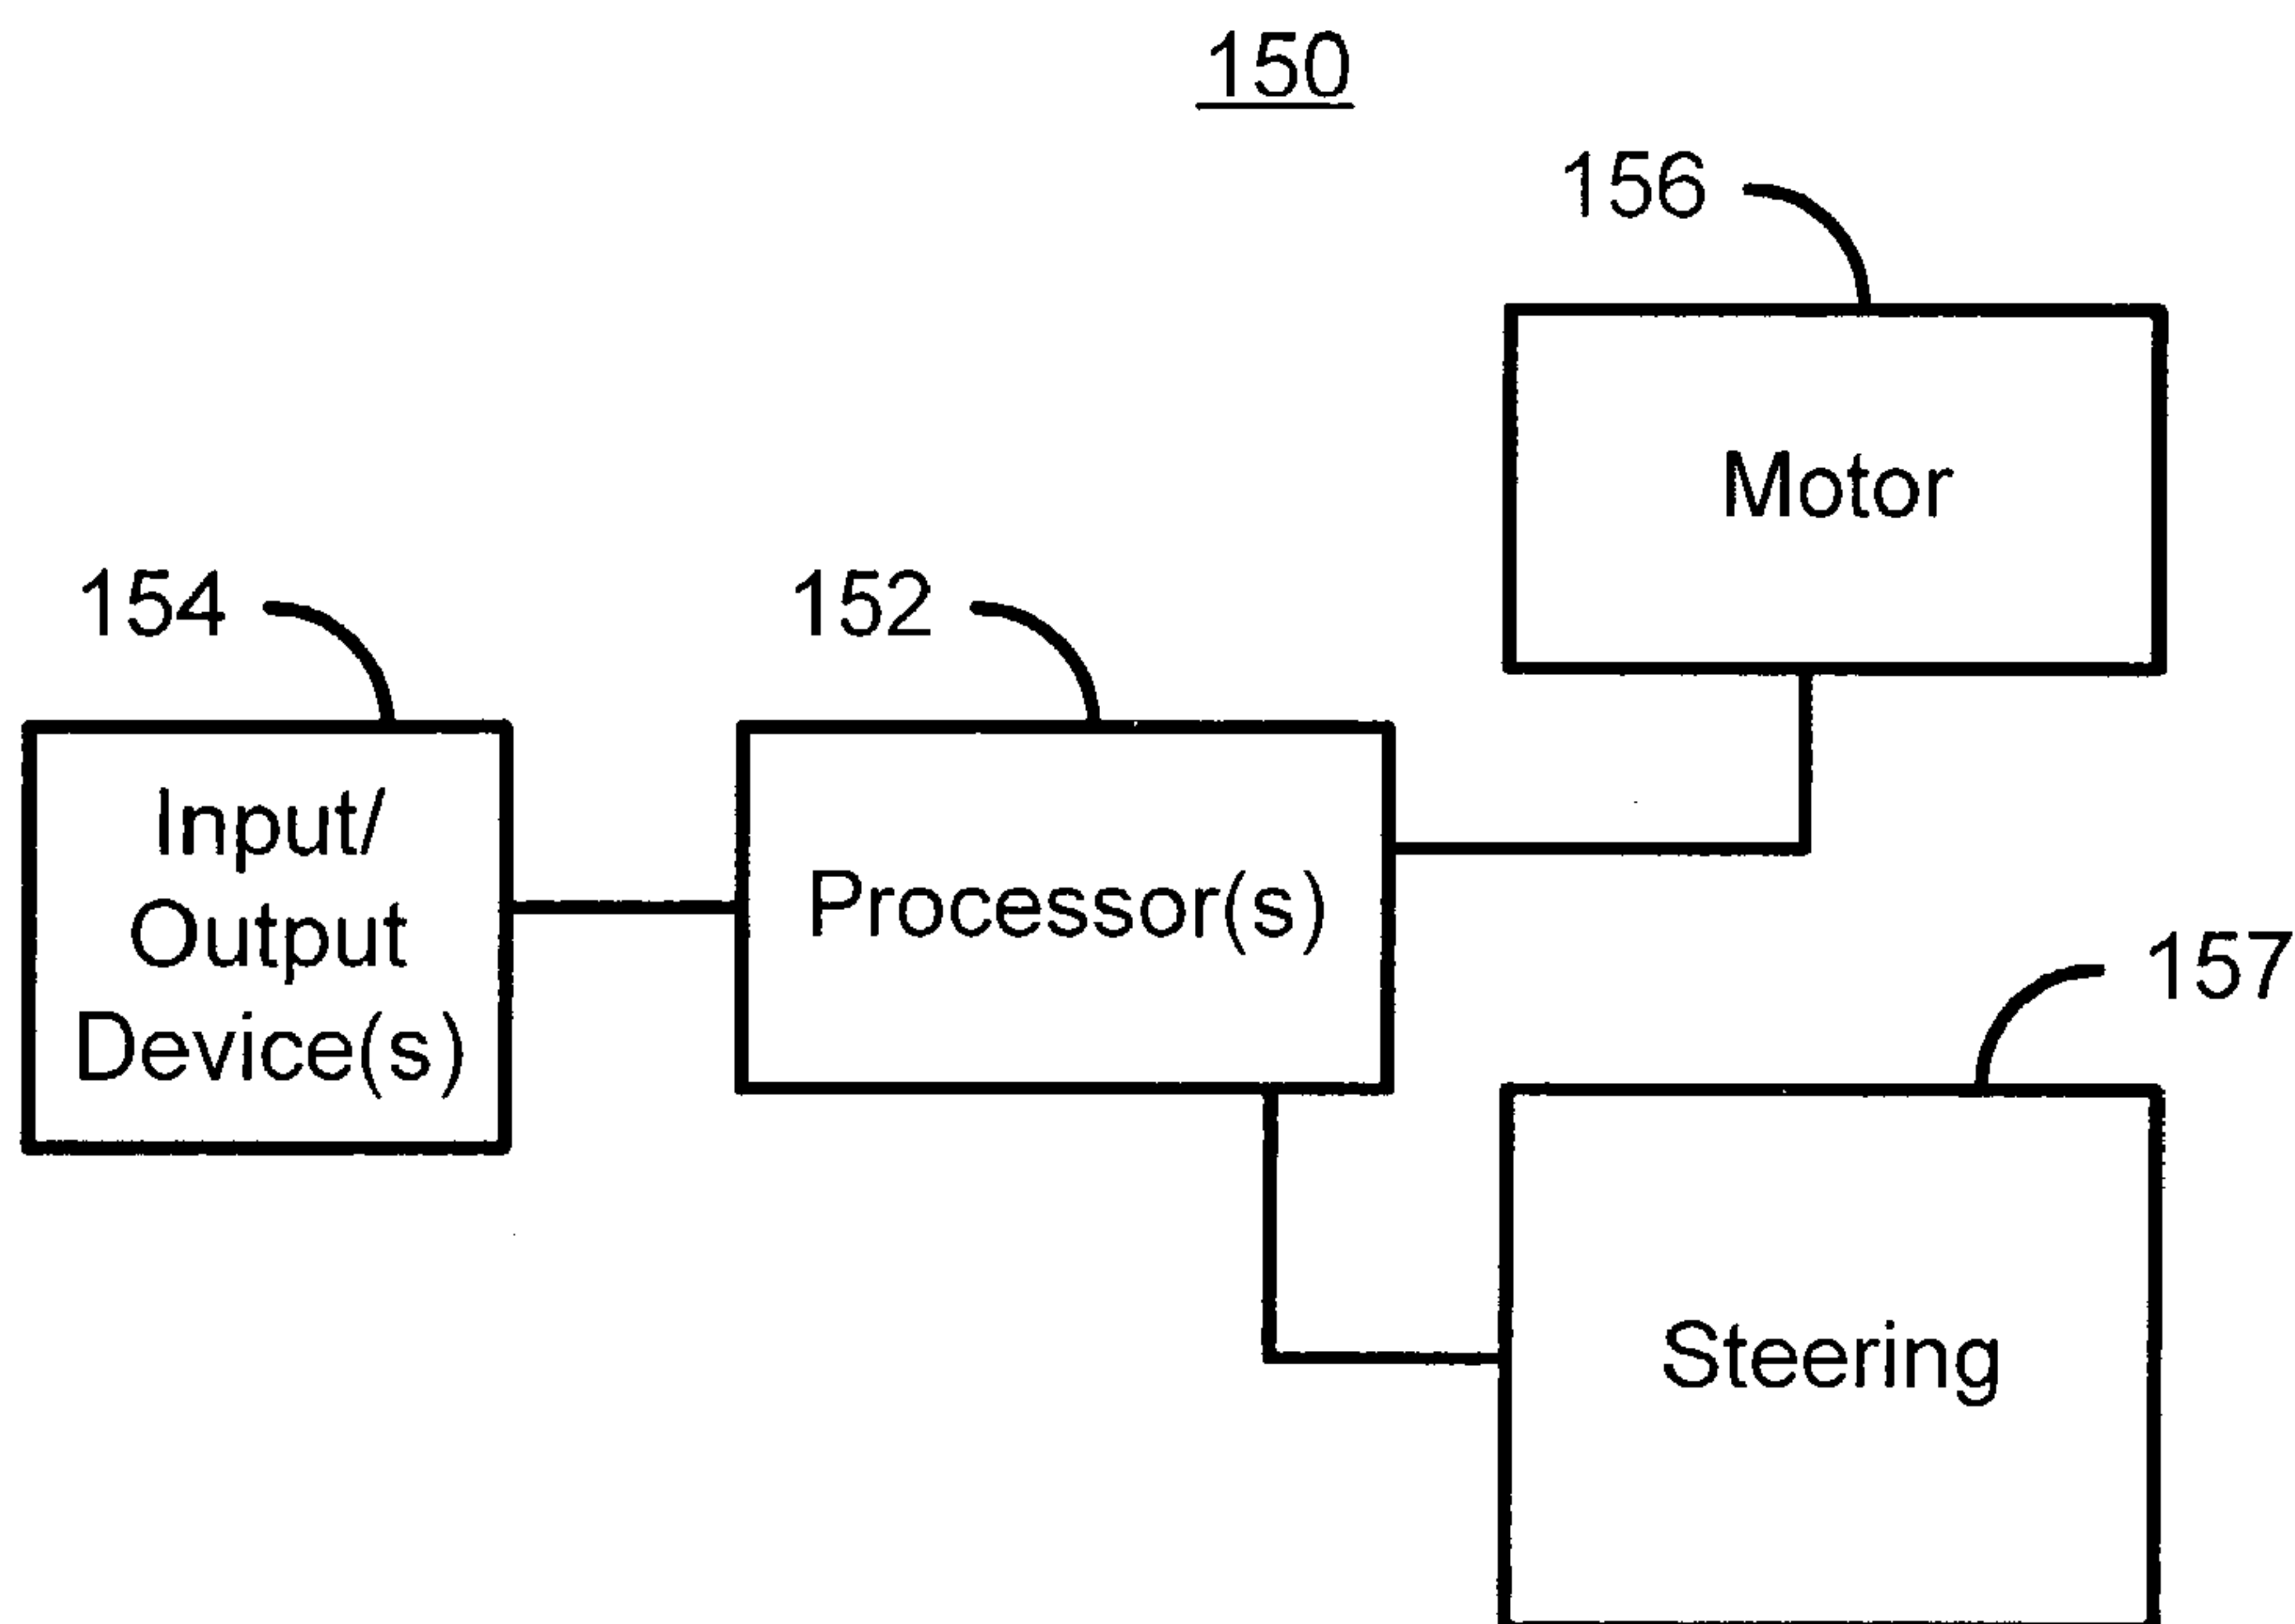 150
156
Motor
154
152
Input/
Output
Device(s)
Processor(s)
157
Steering